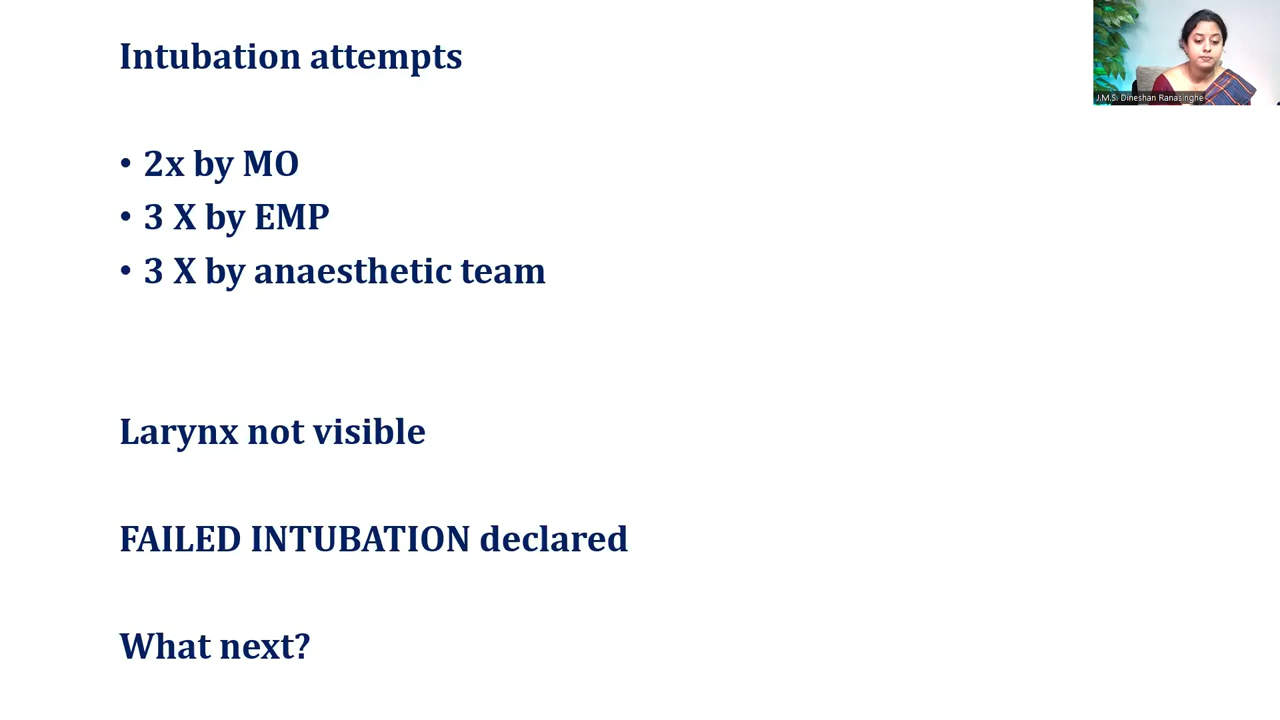 Intubation attempts
J.M.S. Dineshan Ranasinghe
• 2x by MO
• 3 X by EMP
• 3 X by anaesthetic team
Larynx not visible
FAILED INTUBATION declared
What next?